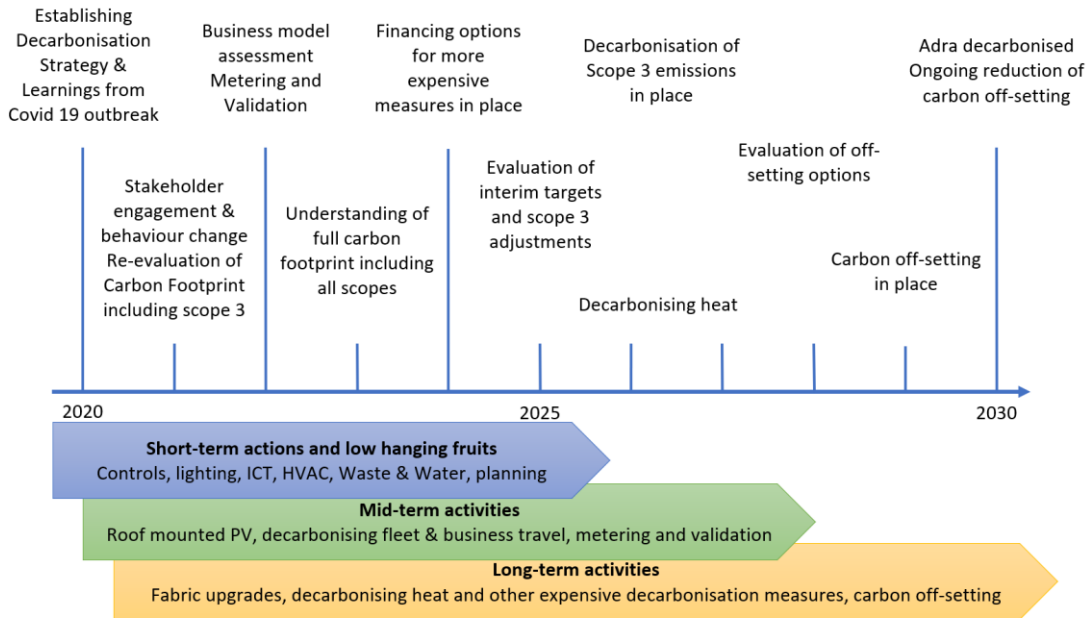 Establishing
Decarbonisation
Strategy &
Learnings from
Covid 19 outbreak
Business model
assessment
Metering and
Validation
Financing options
for more
expensive
measures in place
Decarbonisation of
Scope 3 emissions
in place
Adra decarbonised
Ongoing reduction of
carbon off-setting
Stakeholder
engagement &
behaviour change
Re-evaluation of
Carbon Footprint
including scope 3
Understanding of
full carbon
footprint including
all scopes
Evaluation of
interim targets
and scope 3
adjustments
Decarbonising heat
Evaluation of off-
setting options
Carbon off-setting
in place
2020
2025
2030
Short-term actions and low hanging fruits
Controls, lighting, ICT, HVAC, Waste & Water, planning
Mid-term activities
Roof mounted PV, decarbonising fleet & business travel, metering and validation
Long-term activities
Fabric upgrades, decarbonising heat and other expensive decarbonisation measures, carbon off-setting